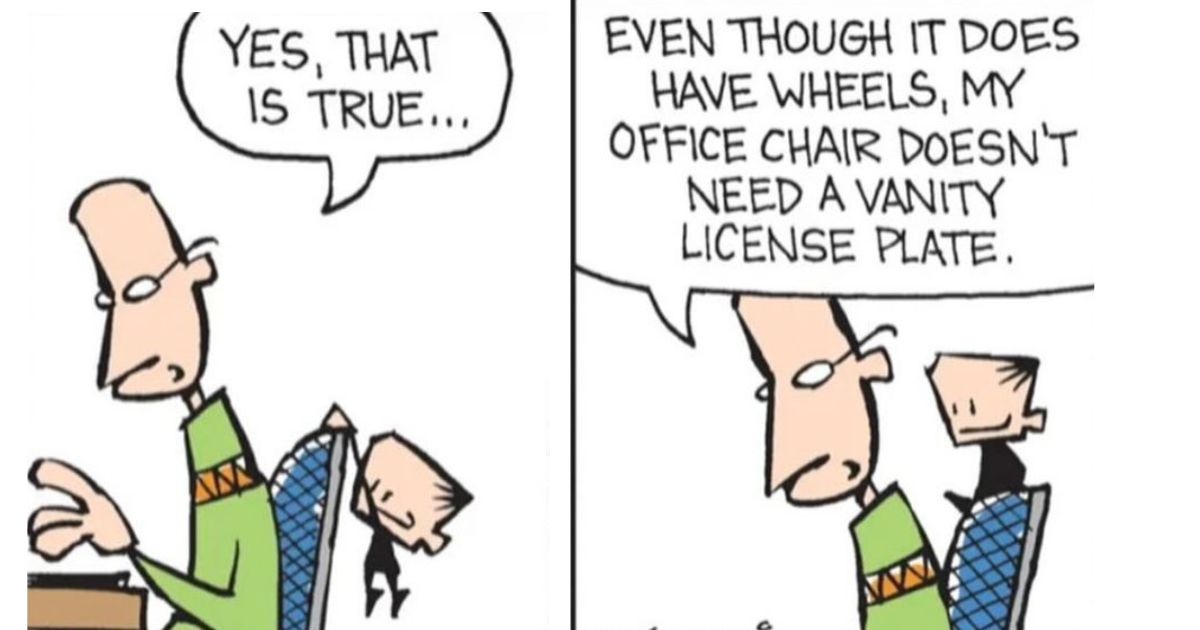 YES, THAT
IS TRUE...
EVEN THOUGH IT DOES
HAVE WHEELS, MY
OFFICE CHAIR DOESN'T
NEED A VANITY
LICENSE PLATE.